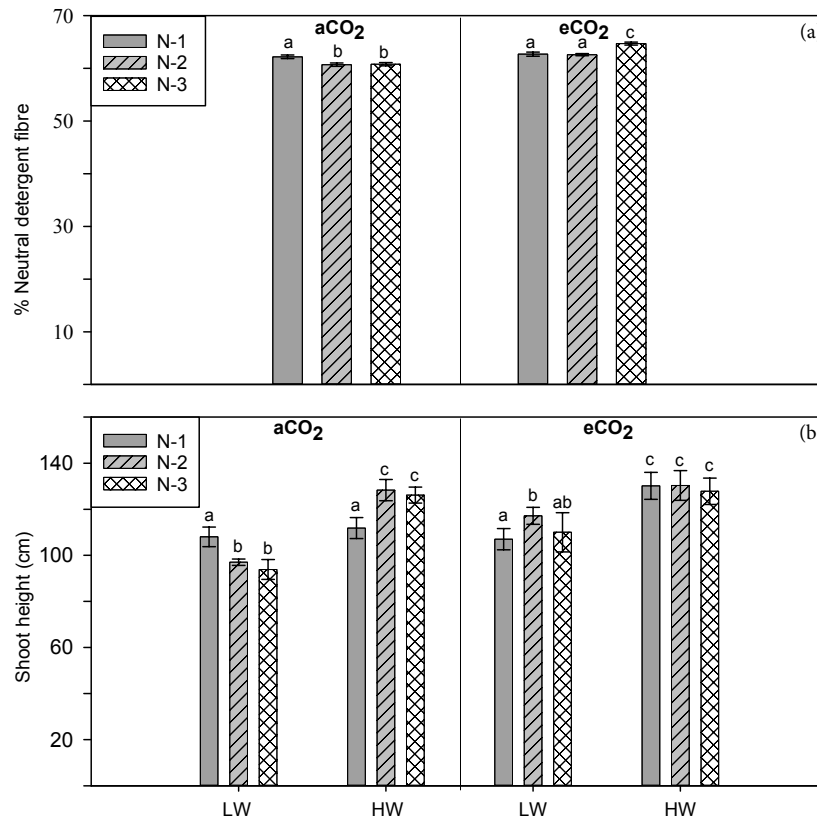 70
50
30
10
% Neutral detergent fibre
aCO2
eCO2
(a
N-1
N-2
N-3
a
b
b
a
a
c
140
100
60
20
Shoot height (cm)
aCO2
eCO2
(b
N-1
N-2
N-3
a
b
b
a
c
c
a
b
ab
c
c
c
LW
HW
LW
HW